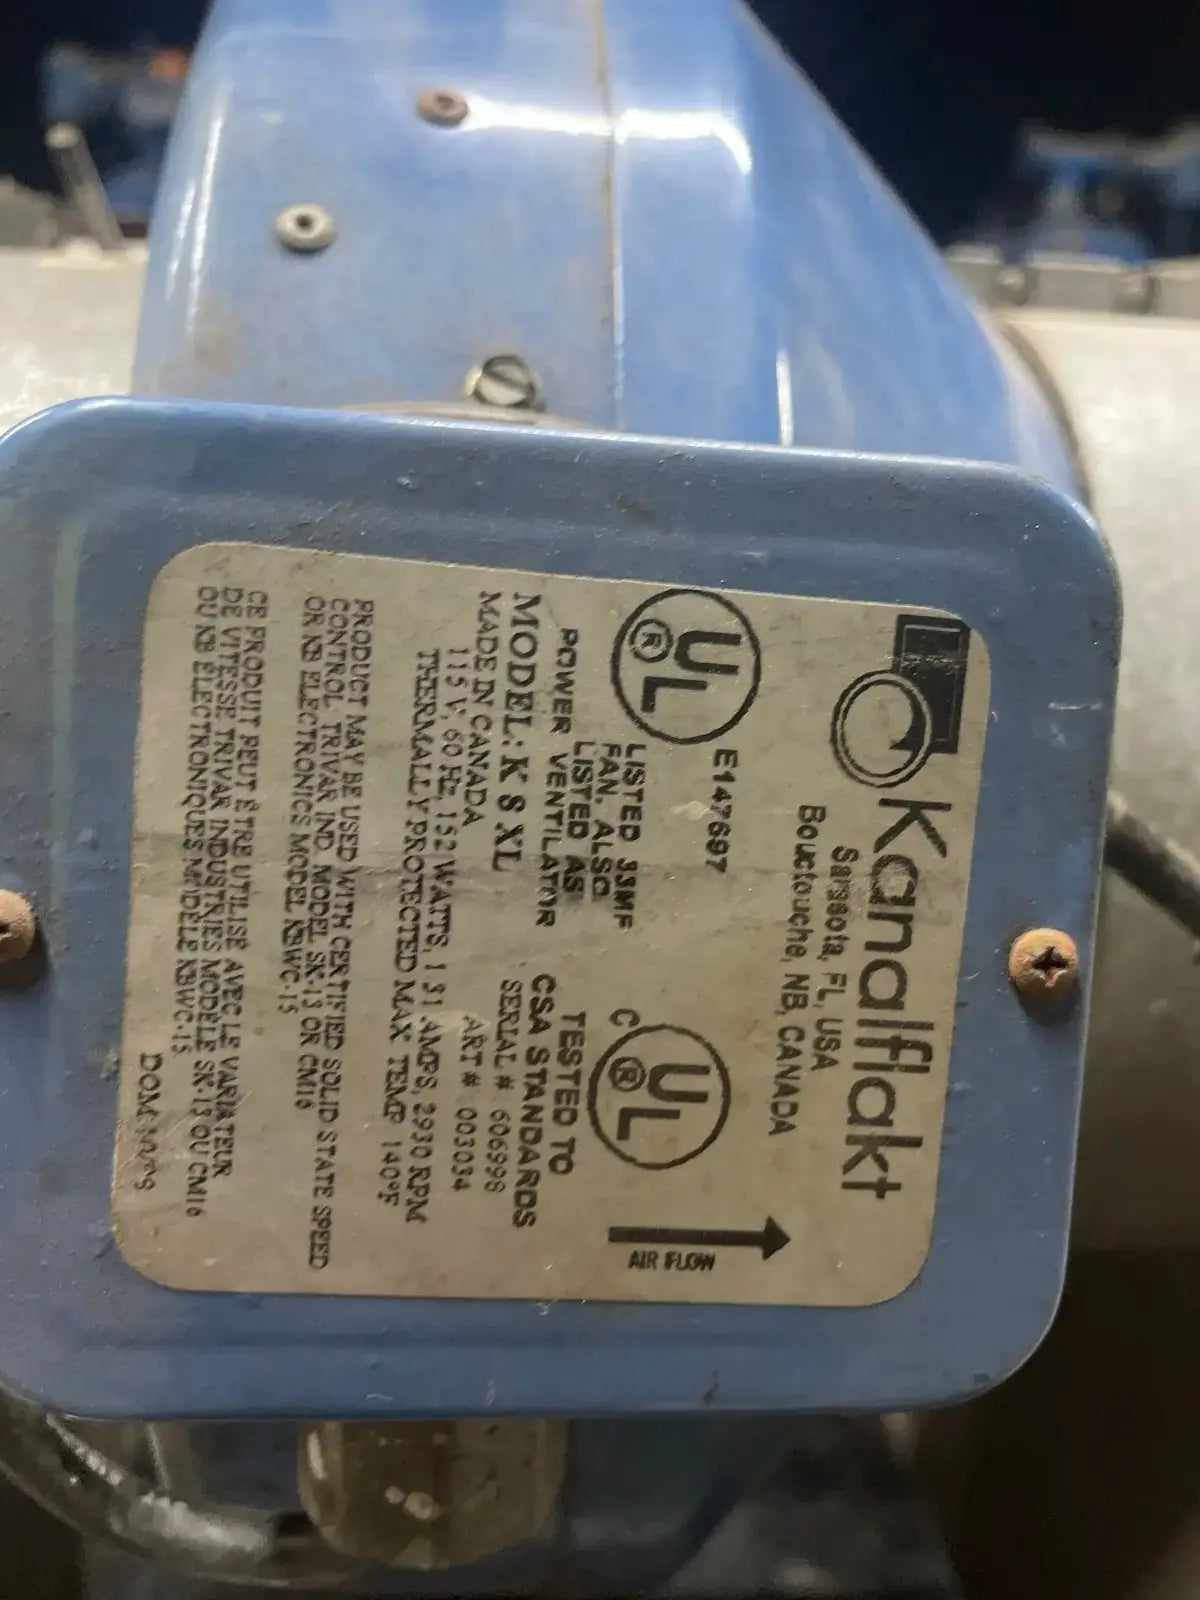 Kanalflakt
Sarasota, FL, USA
Bouctouche, NB, CANADA
E147697
UL ®
LISTED 33MF
FAN. ALSO
LISTED AS
POWER VENTILATOR
C UL ®
TESTED TO
CSA STANDARDS
AIR FLOW
MODEL: K 8 XL
SERIAL # 606998
MADE IN CANADA
ART # 003034
115 V, 60 Hz, 152 WATTS, 1.31 AMPS, 2930 RPM
THERMALLY PROTECTED MAX TEMP 140°F
PRODUCT MAY BE USED WITH CERTIFIED SOLID STATE SPEED
CONTROL TRIVAR IND. MODEL SK-13 OR CM16
OR KB ELECTRONICS MODEL KBWC-15
CE PRODUIT PEUT ÊTRE UTILISE AVEC LE VARIATEUR
DE VITESSE TRIVAR INDUSTRIES MODÈLE SK-13 OU CM16
OU KB ELECTRONIQUES MODÈLE KBWC-15
DOM